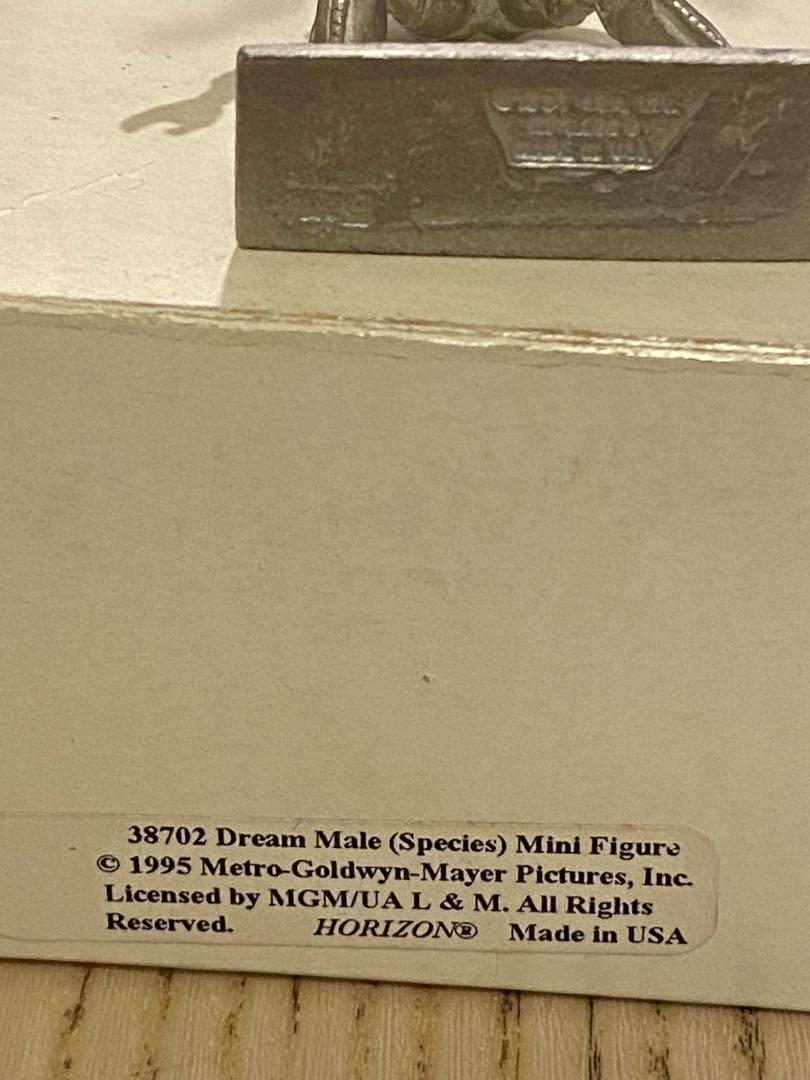 38702 Dream Male (Species) Mini Figure
© 1995 Metro-Goldwyn-Mayer Pictures, Inc.
Licensed by MGM/UA L & M. All Rights
Reserved. HORIZON® Made in USA